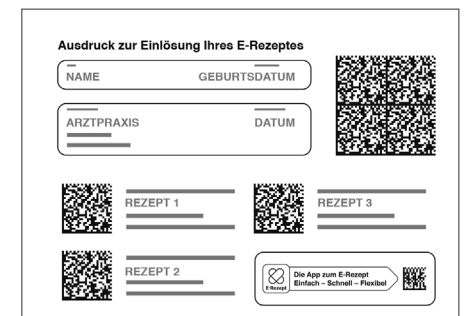 Ausdruck zur Einlösung Ihres E-Rezeptes
NAME GEBURTSDATUM
ARZTPRAXIS DATUM
REZEPT 1
REZEPT 3
REZEPT 2
E-Rezept
Die App zum E-Rezept
Einfach – Schnell – Flexibel